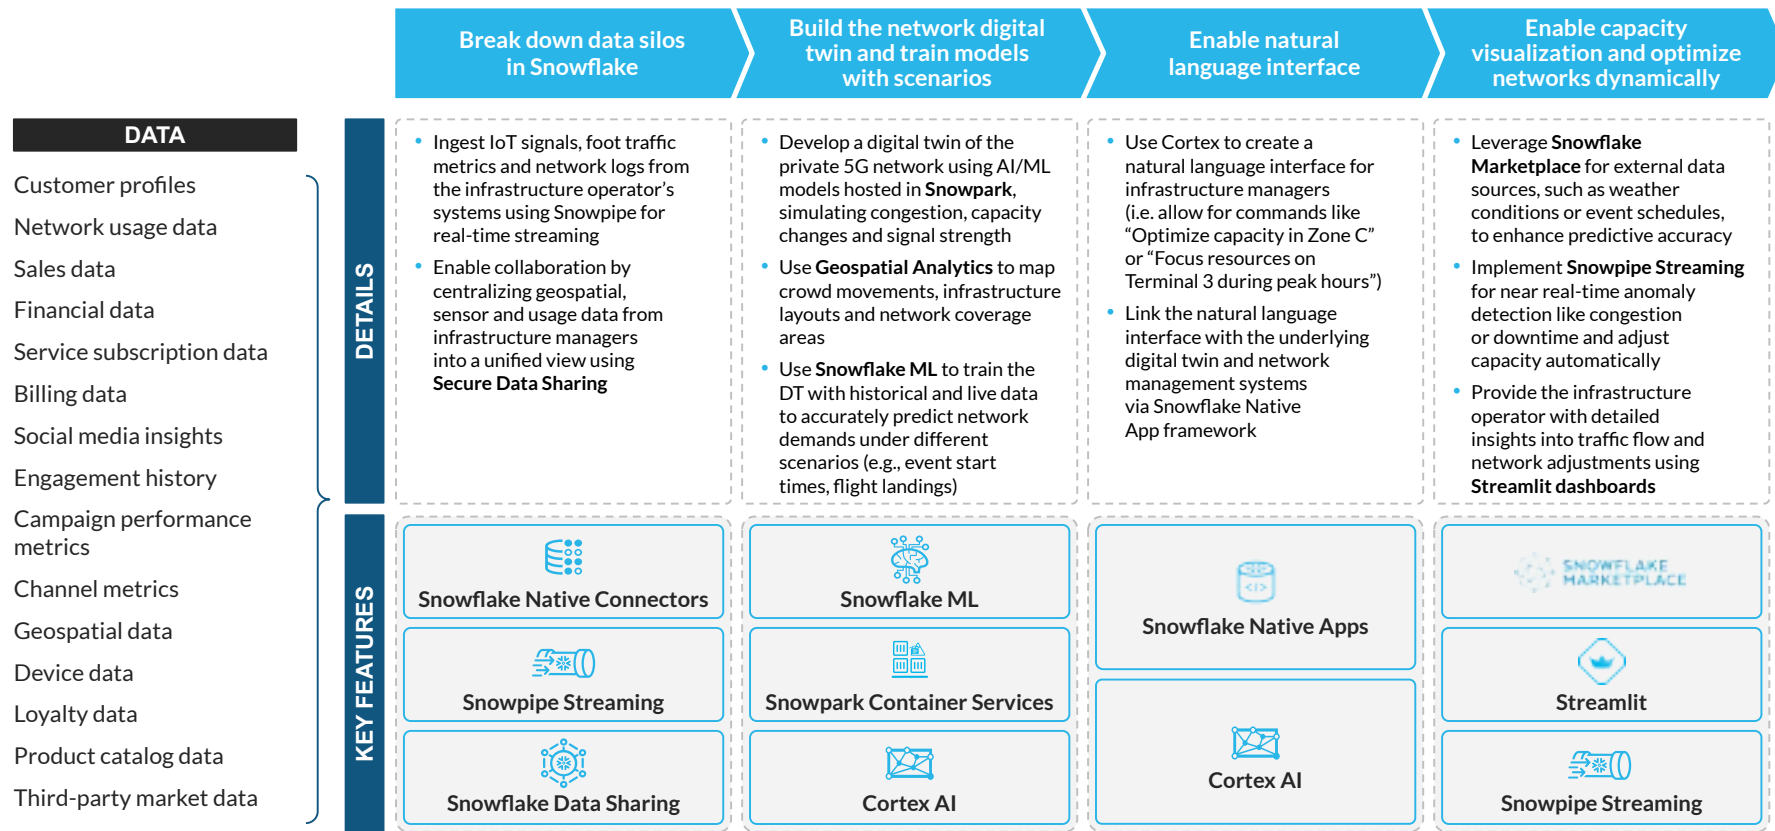 Break down data silos
in Snowflake
Build the network digital
twin and train models
with scenarios
Enable natural
language interface
Enable capacity
visualization and optimize
networks dynamically
DATA
Customer profiles
Network usage data
Sales data
Financial data
Service subscription data
Billing data
Social media insights
Engagement history
Campaign performance
metrics
Channel metrics
Geospatial data
Device data
Loyalty data
Product catalog data
Third-party market data
DETAILS
• Ingest IoT signals, foot traffic
metrics and network logs from
the infrastructure operator's
systems using Snowpipe for
real-time streaming
• Enable collaboration by
centralizing geospatial,
sensor and usage data from
infrastructure managers
into a unified view using
Secure Data Sharing
• Develop a digital twin of the
private 5G network using AI/ML
models hosted in Snowpark,
simulating congestion, capacity
changes and signal strength
• Use Geospatial Analytics to map
crowd movements, infrastructure
layouts and network coverage
areas
• Use Snowflake ML to train the
DT with historical and live data
to accurately predict network
demands under different
scenarios (e.g., event start
times, flight landings)
• Use Cortex to create a
natural language interface for
infrastructure managers
(i.e. allow for commands like
“Optimize capacity in Zone C”
or “Focus resources on
Terminal 3 during peak hours”)
• Link the natural language
interface with the underlying
digital twin and network
management systems
via Snowflake Native
App framework
• Leverage Snowflake
Marketplace for external data
sources, such as weather
conditions or event schedules,
to enhance predictive accuracy
• Implement Snowpipe Streaming
for near real-time anomaly
detection like congestion
or downtime and adjust
capacity automatically
• Provide the infrastructure
operator with detailed
insights into traffic flow and
network adjustments using
Streamlit dashboards
KEY FEATURES
Snowflake Native Connectors
Snowpipe Streaming
Snowflake Data Sharing
Snowflake ML
Snowpark Container Services
Cortex AI
Snowflake Native Apps
Cortex AI
SNOWFLAKE
MARKETPLACE
Streamlit
Snowpipe Streaming